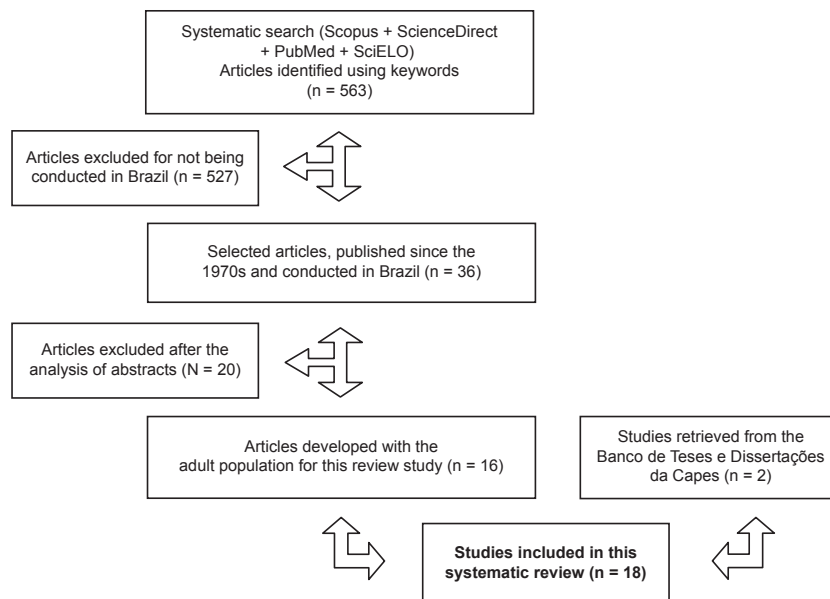 Systematic search (Scopus + ScienceDirect
+ PubMed + SciELO)
Articles identified using keywords
(n = 563)
Articles excluded for not being
conducted in Brazil (n = 527)
Selected articles, published since the
1970s and conducted in Brazil (n = 36)
Articles excluded after the
analysis of abstracts (N = 20)
Articles developed with the
adult population for this review study (n = 16)
Studies retrieved from the
Banco de Teses e Dissertações
da Capes (n = 2)
Studies included in this
systematic review (n = 18)